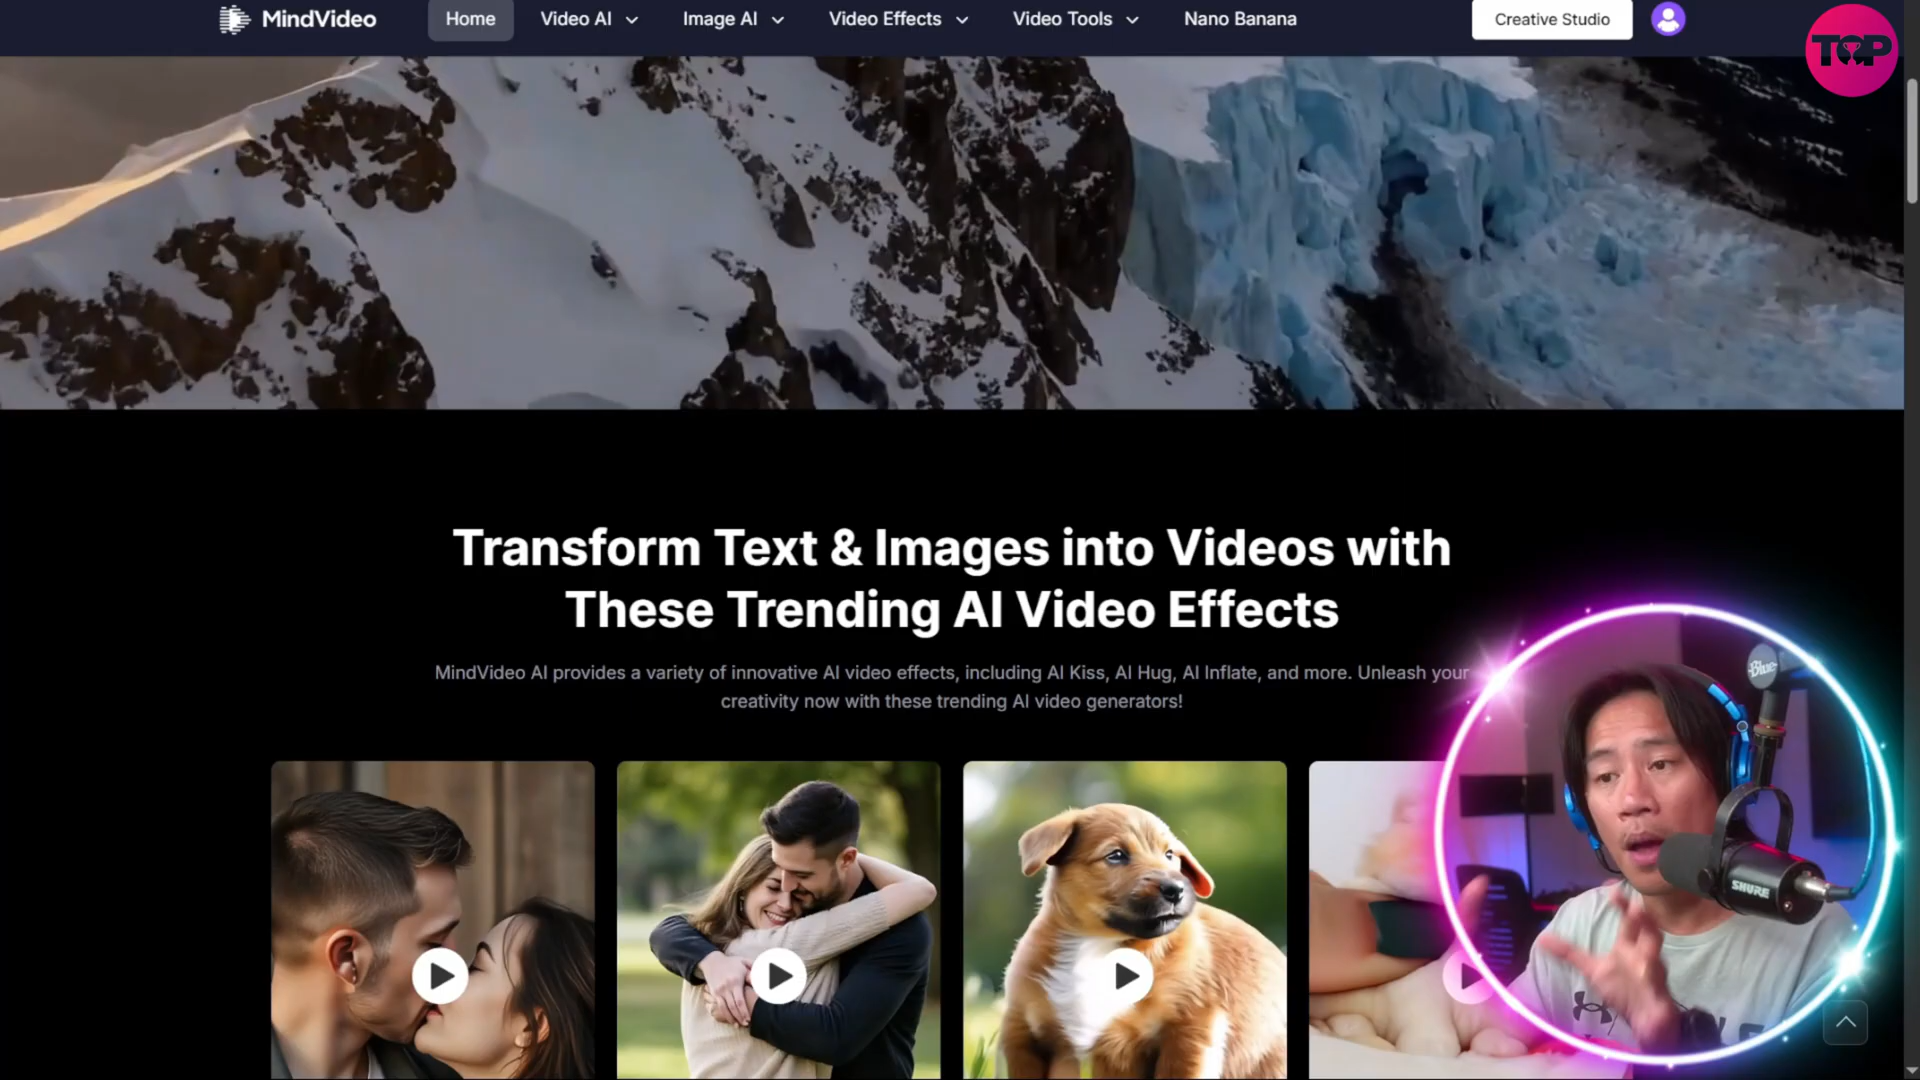 MindVideo
Home
Video AI
Image AI
Video Effects
Video Tools
Nano Banana
Creative Studio
TOP
Transform Text & Images into Videos with
These Trending AI Video Effects
MindVideo AI provides a variety of innovative AI video effects, including AI Kiss, AI Hug, AI Inflate, and more. Unleash your
creativity now with these trending AI video generators!
Blue
SHURE